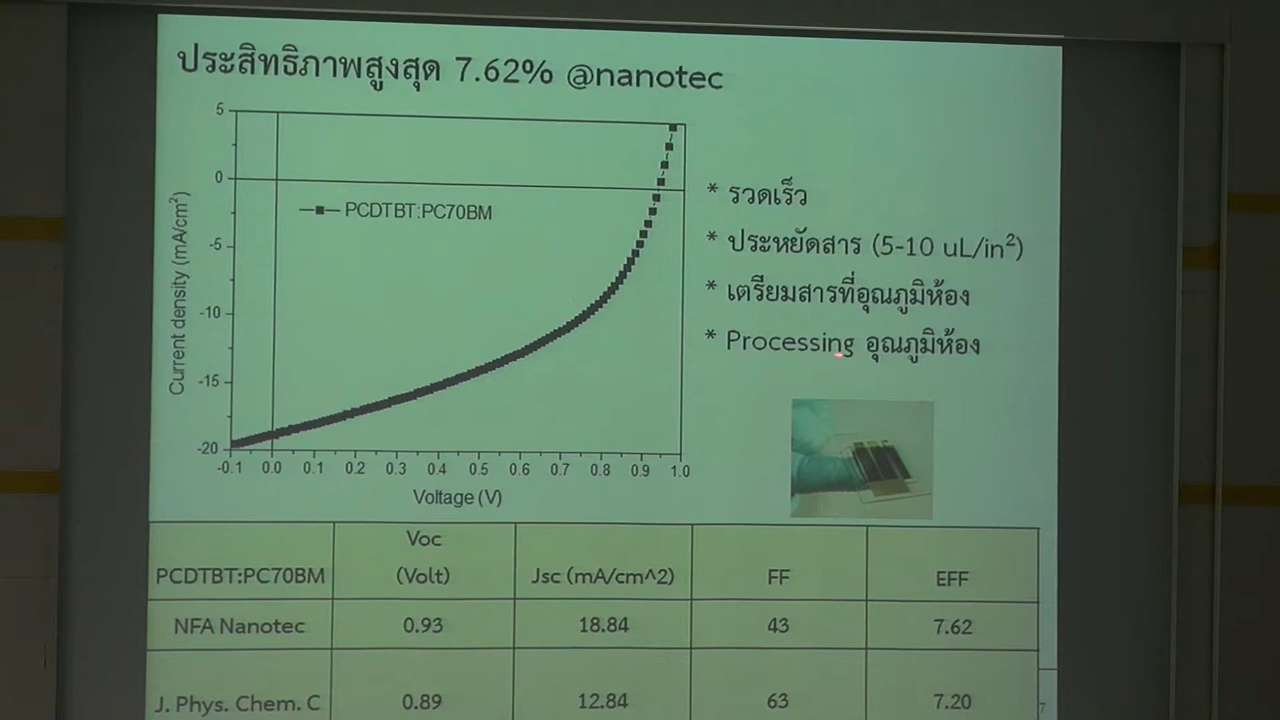 ประสิทธิภาพสูงสุด 7.62% @nanotec
5
0
-5
-10
-15
-20
Current density (mA/cm²)
PCDTBT:PC70BM
-0.1 0.0 0.1 0.2 0.3 0.4 0.5 0.6 0.7 0.8 0.9 1.0
Voltage (V)
* รวดเร็ว
* ประหยัดสาร (5-10 uL/in²)
* เตรียมสารที่อุณภูมิห้อง
* Processing อุณภูมิห้อง
PCDTBT:PC70BM Voc (Volt) Jsc (mA/cm^2) FF EFF
NFA Nanotec 0.93 18.84 43 7.62
J. Phys. Chem. C 0.89 12.84 63 7.20
7